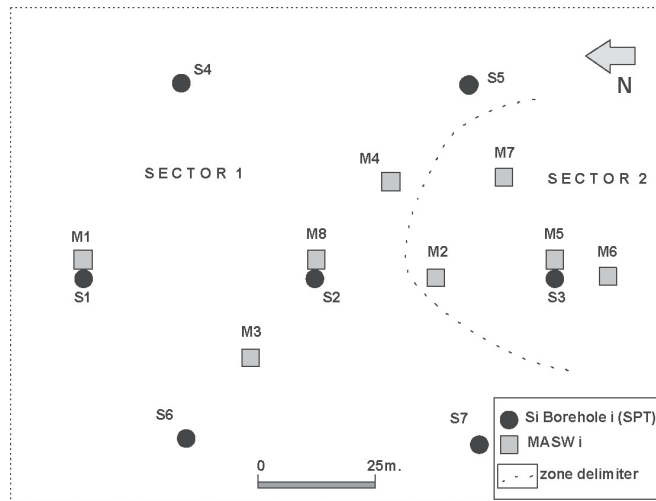 S4
S5
N
M4
M7
SECTOR 1
SECTOR 2
M1
M8
M2
M5
M6
S1
S2
S3
M3
S6
S7
0 25m.
Si Borehole i (SPT)
MASW i
zone delimiter